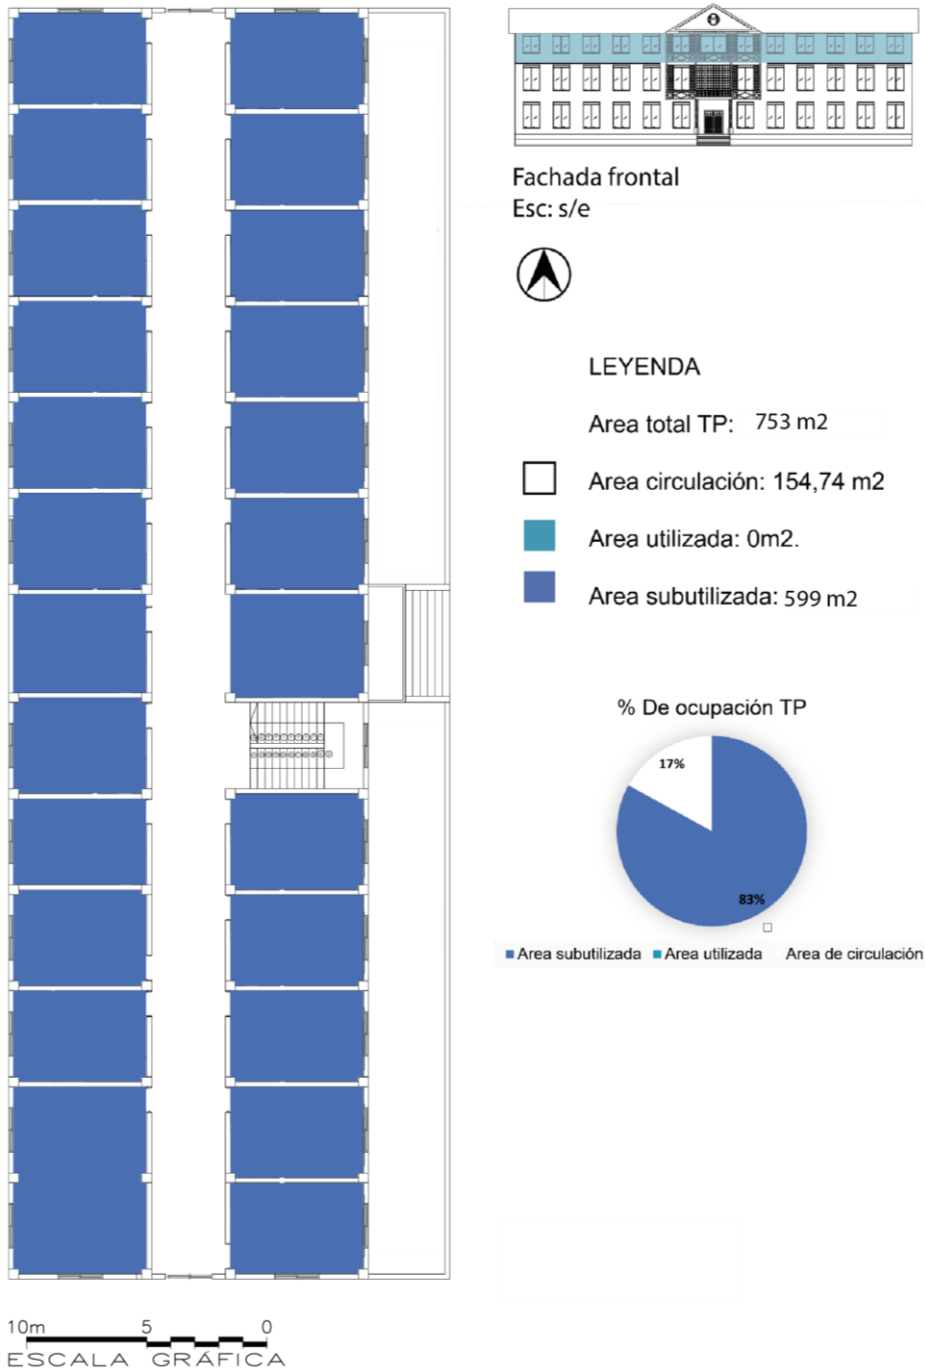 Fachada frontal
Esc: s/e
LEYENDA
Area total TP: 753 m2
Area circulación: 154,74 m2
Area utilizada: 0m2.
Area subutilizada: 599 m2
% De ocupación TP
17%
83%
Area subutilizada Area utilizada Area de circulación
10m 5 0
ESCALA GRÁFICA